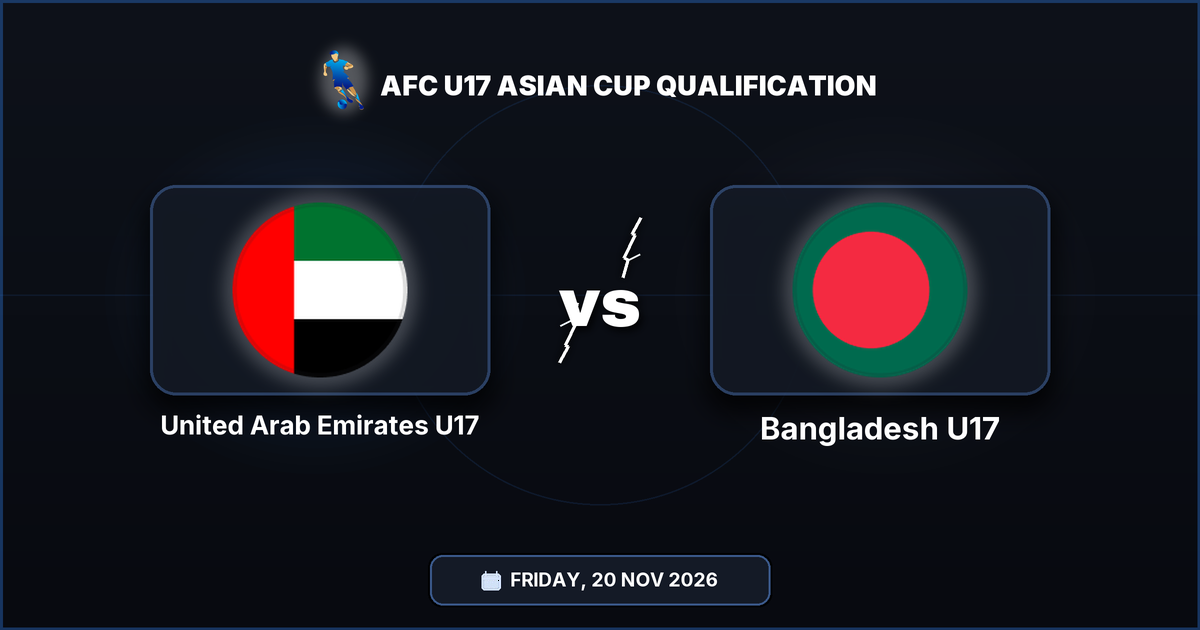 AFC U17 ASIAN CUP QUALIFICATION
VS
United Arab Emirates U17
Bangladesh U17
FRIDAY, 20 NOV 2026